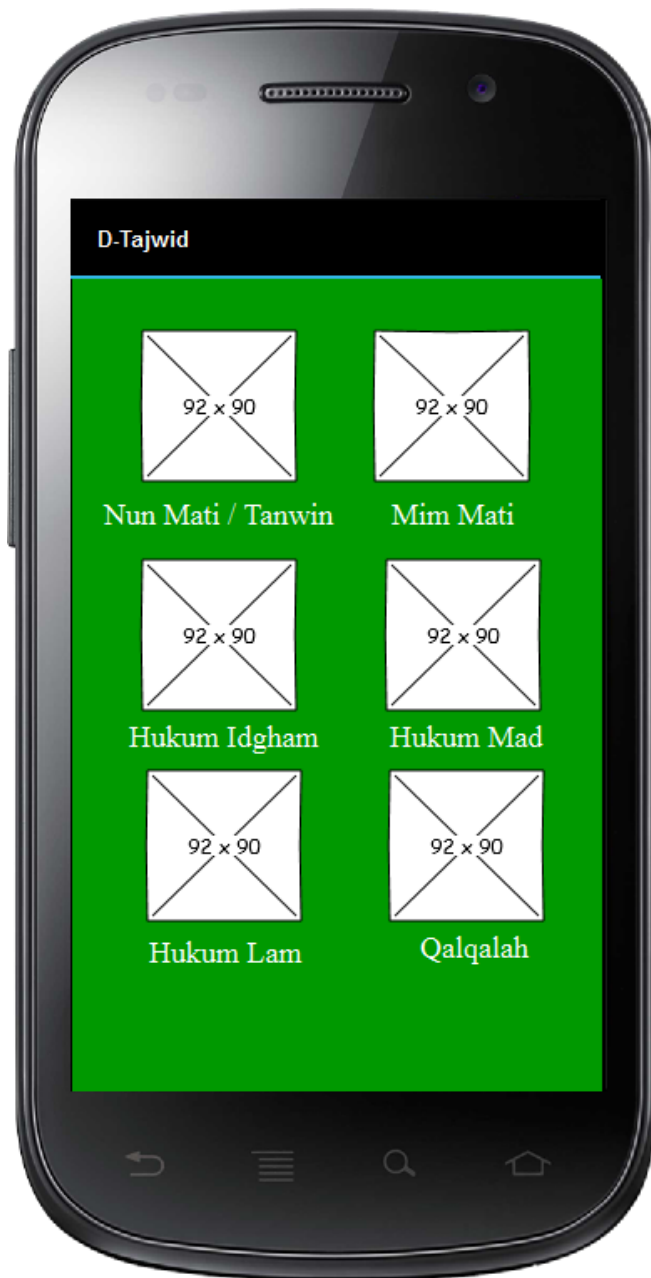 D-Tajwid
92 x 90
92 x 90
Nun Mati / Tanwin
Mim Mati
92 x 90
92 x 90
Hukum Idgham
Hukum Mad
92 x 90
92 x 90
Hukum Lam
Qalqalah